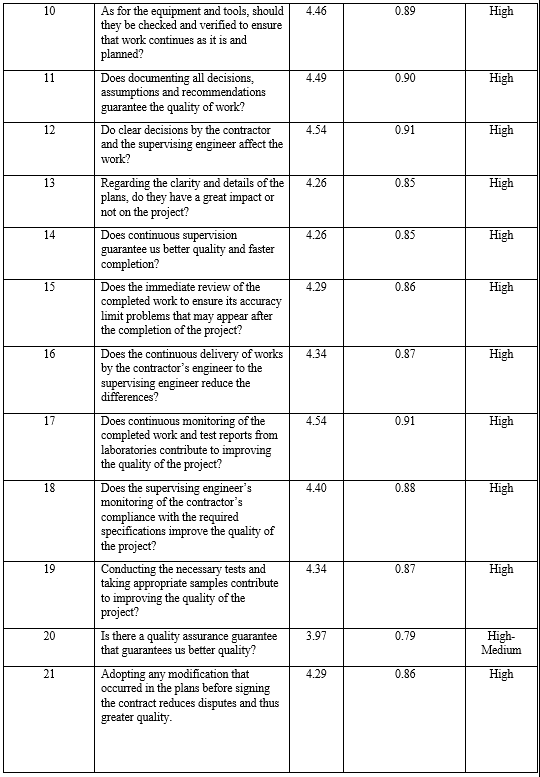 10 As for the equipment and tools, should 4.46 0.89 High
they be checked and verified to ensure
that work continues as it is and
planned?
11 Does documenting all decisions, 4.49 0.90 High
assumptions and recommendations
guarantee the quality of work?
12 Do clear decisions by the contractor 4.54 0.91 High
and the supervising engineer affect the
work?
13 Regarding the clarity and details of the 4.26 0.85 High
plans, do they have a great impact or
not on the project?
14 Does continuous supervision 4.26 0.85 High
guarantee us better quality and faster
completion?
15 Does the immediate review of the 4.29 0.86 High
completed work to ensure its accuracy
limit problems that may appear after
the completion of the project?
16 Does the continuous delivery of works 4.34 0.87 High
by the contractor's engineer to the
supervising engineer reduce the
differences?
17 Does continuous monitoring of the 4.54 0.91 High
completed work and test reports from
laboratories contribute to improving
the quality of the project?
18 Does the supervising engineer's 4.40 0.88 High
monitoring of the contractor's
compliance with the required
specifications improve the quality of
the project?
19 Conducting the necessary tests and 4.34 0.87 High
taking appropriate samples contribute
to improving the quality of the
project?
20 Is there a quality assurance guarantee 3.97 0.79 High-
that guarantees us better quality? Medium
21 Adopting any modification that 4.29 0.86 High
occurred in the plans before signing
the contract reduces disputes and thus
greater quality.